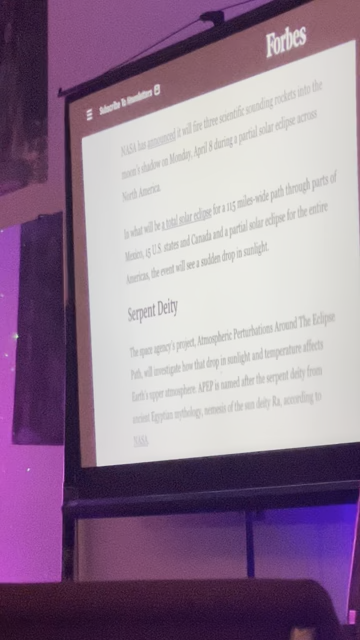 Forbes
Subscribe To Newsletters
NASA has announced it will fire three scientific sounding rockets into the
moon's shadow on Monday, April 8 during a partial solar eclipse across
North America.
In what will be a total solar eclipse for a 115 miles-wide path through parts of
Mexico, 15 U.S. states and Canada and a partial solar eclipse for the entire
Americas, the event will see a sudden drop in sunlight.
Serpent Deity
The spam agency's project, Atmospheric Perturbations Around The Eclipse
Path, will investigate how that drop in sunlight and temperature affects
Earth's upper atmosphere. APEP is named after the serpent deity from
ancient Egyptian mythology, nemesis of the sun deity Ra, according to
NASA.